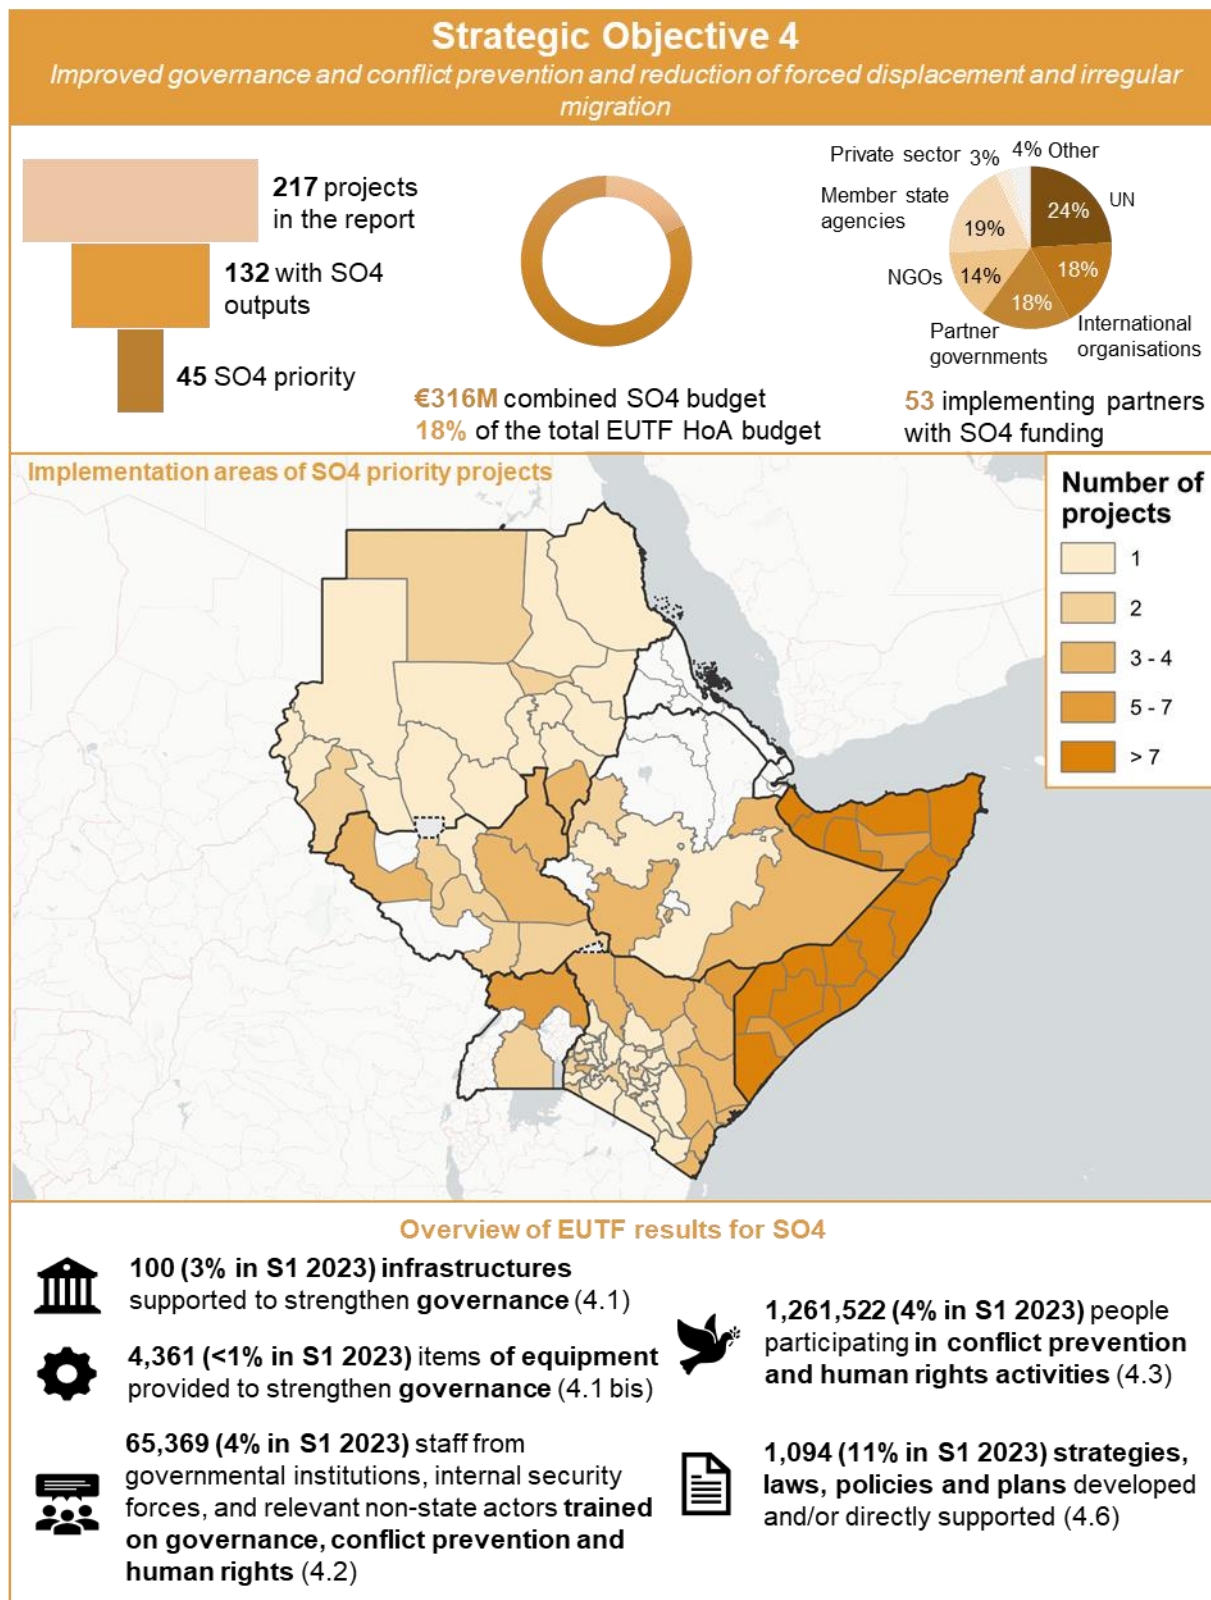 Strategic Objective 4
Improved governance and conflict prevention and reduction of forced displacement and irregular
migration
217 projects
in the report
132 with SO4
outputs
45 SO4 priority
€316M combined SO4 budget
18% of the total EUTF HoA budget
Private sector 3%
4% Other
Member state
agencies
19%
24%
UN
NGOs
14%
18%
18%
Partner
governments
International
organisations
53 implementing partners
with SO4 funding
Implementation areas of SO4 priority projects
Number of
projects
1
2
3 - 4
5 - 7
> 7
Overview of EUTF results for SO4
100 (3% in S1 2023) infrastructures
supported to strengthen governance (4.1)
4,361 (<1% in S1 2023) items of equipment
provided to strengthen governance (4.1 bis)
65,369 (4% in S1 2023) staff from
governmental institutions, internal security
forces, and relevant non-state actors trained
on governance, conflict prevention and
human rights (4.2)
1,261,522 (4% in S1 2023) people
participating in conflict prevention
and human rights activities (4.3)
1,094 (11% in S1 2023) strategies,
laws, policies and plans developed
and/or directly supported (4.6)